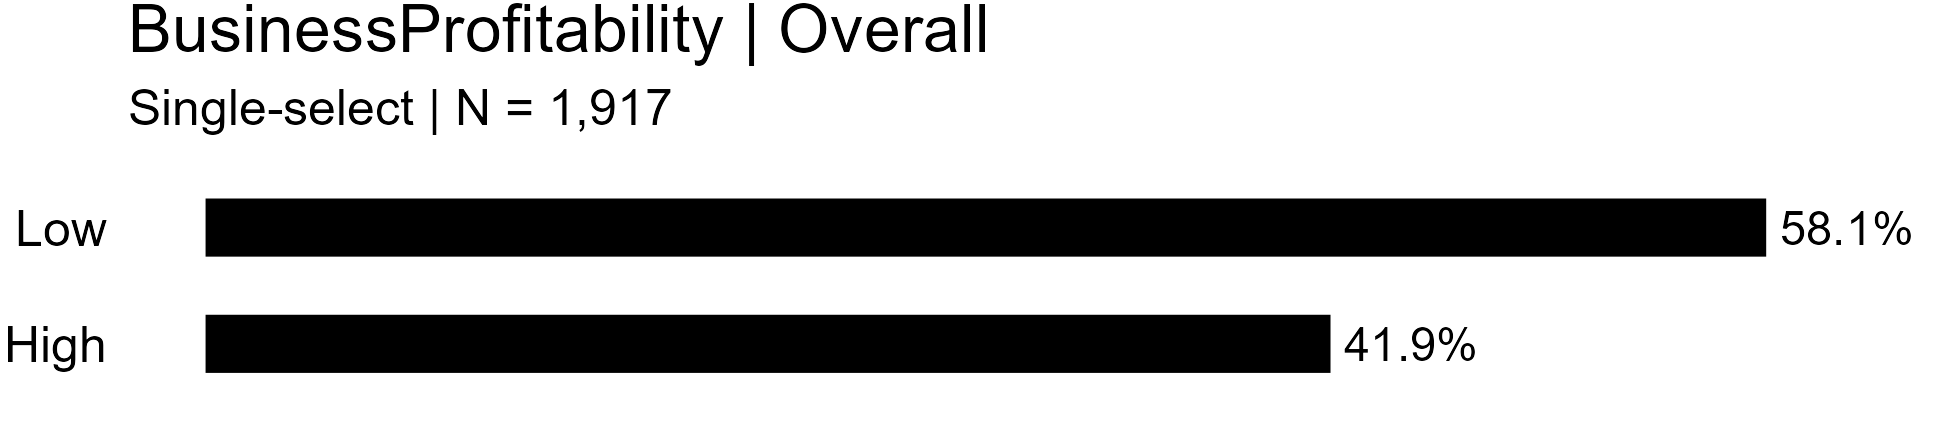 BusinessProfitability | Overall
Single-select | N = 1,917
Low 58.1%
High 41.9%